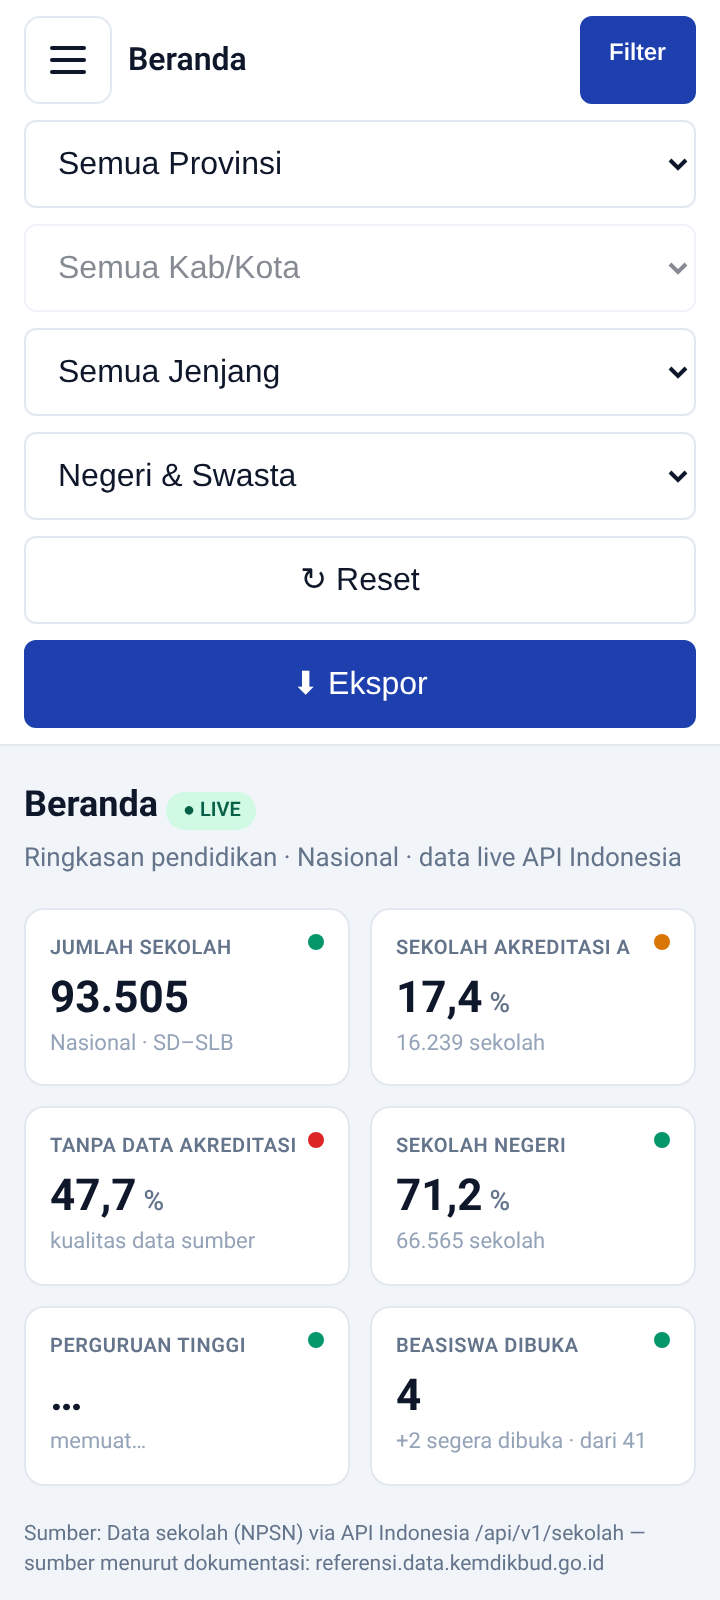 Beranda
Filter
Semua Provinsi
Semua Kab/Kota
Semua Jenjang
Negeri & Swasta
↻ Reset
⬇ Ekspor
Beranda ● LIVE
Ringkasan pendidikan · Nasional · data live API Indonesia
JUMLAH SEKOLAH
93.505
Nasional · SD–SLB
SEKOLAH AKREDITASI A
17,4 %
16.239 sekolah
TANPA DATA AKREDITASI
47,7 %
kualitas data sumber
SEKOLAH NEGERI
71,2 %
66.565 sekolah
PERGURUAN TINGGI
…
memuat…
BEASISWA DIBUKA
4
+2 segera dibuka · dari 41
Sumber: Data sekolah (NPSN) via API Indonesia /api/v1/sekolah —
sumber menurut dokumentasi: referensi.data.kemdikbud.go.id